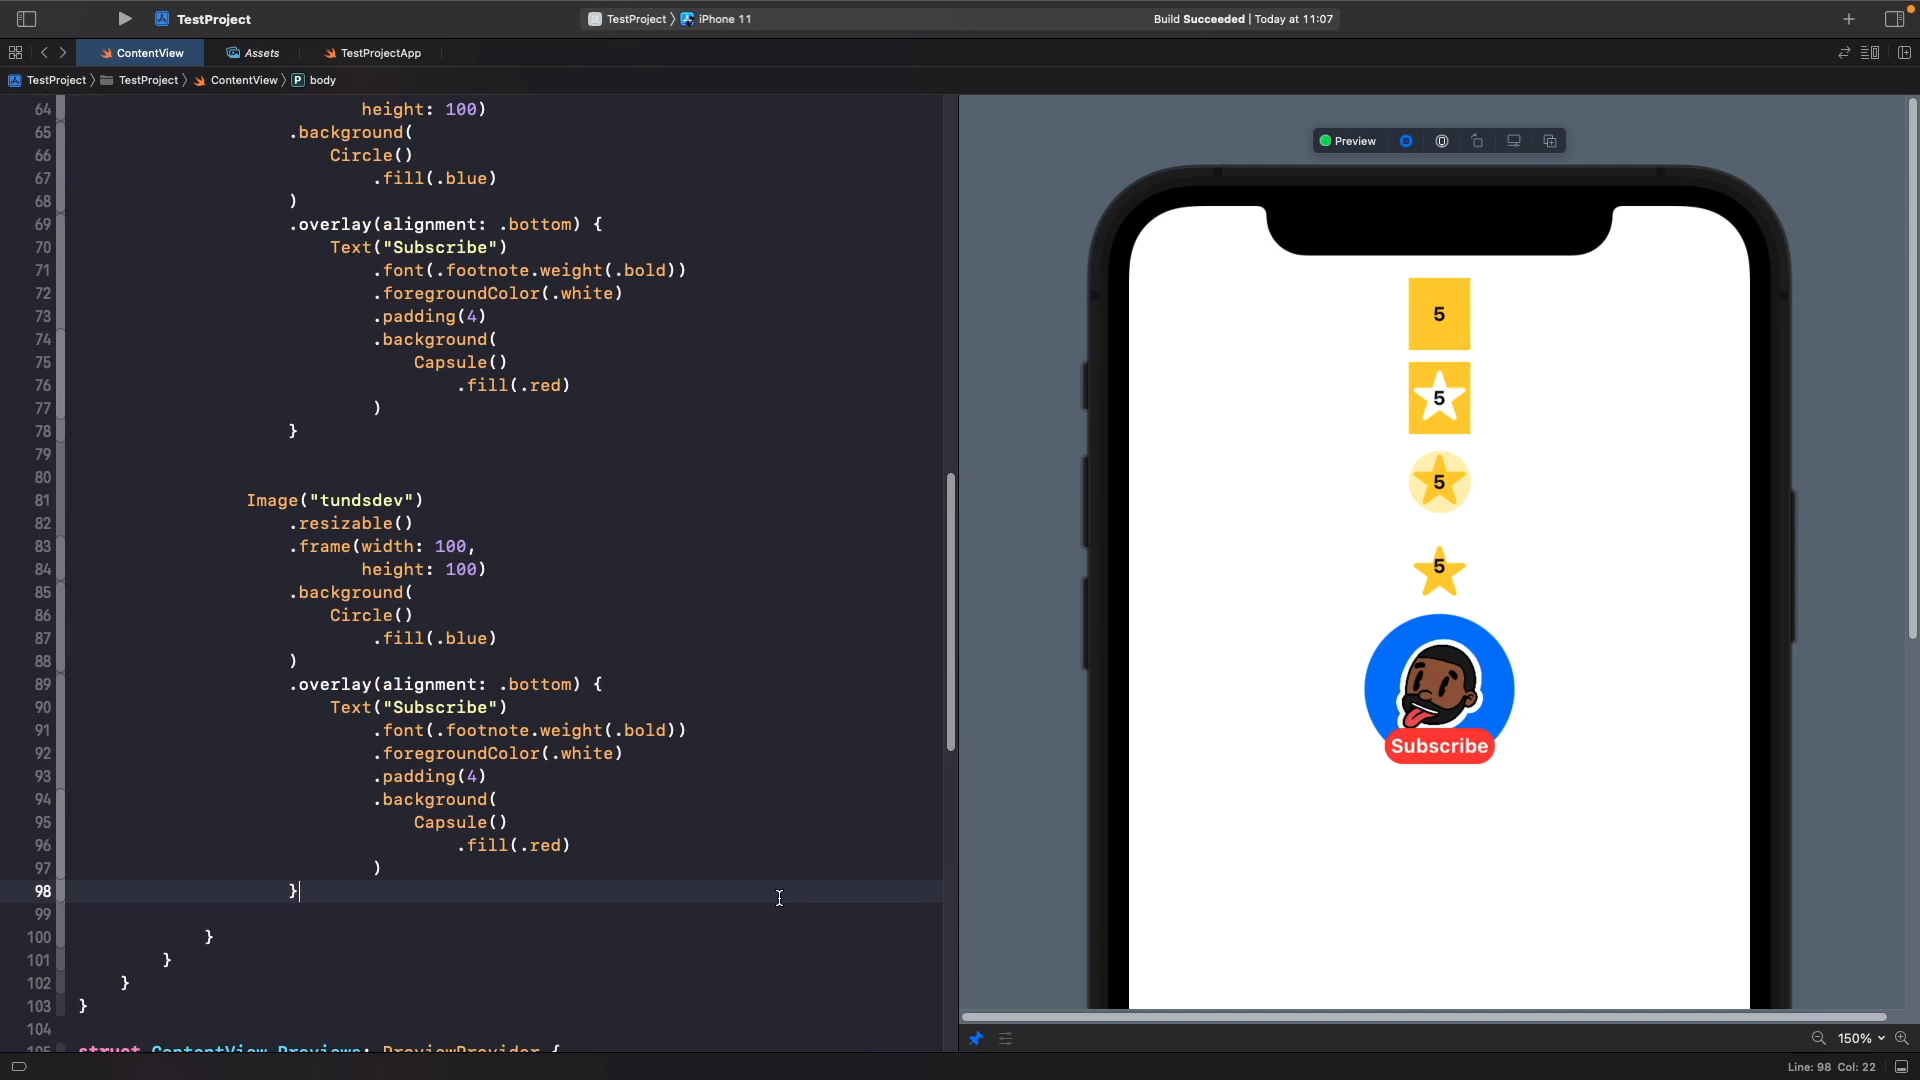 TestProject
TestProject 〉 iPhone 11
Build Succeeded | Today at 11:07
ContentView
Assets
TestProjectApp
TestProject 〉 TestProject 〉 ContentView 〉 P body
64 height: 100)
65 .background(
66 Circle()
67 .fill(.blue)
68 )
69 .overlay(alignment: .bottom) {
70 Text("Subscribe")
71 .font(.footnote.weight(.bold))
72 .foregroundColor(.white)
73 .padding(4)
74 .background(
75 Capsule()
76 .fill(.red)
77 )
78 }
79
80
81 Image("tundsdev")
82 .resizable()
83 .frame(width: 100,
84 height: 100)
85 .background(
86 Circle()
87 .fill(.blue)
88 )
89 .overlay(alignment: .bottom) {
90 Text("Subscribe")
91 .font(.footnote.weight(.bold))
92 .foregroundColor(.white)
93 .padding(4)
94 .background(
95 Capsule()
96 .fill(.red)
97 )
98 }
99
100 }
101 }
102 }
103 }
104
105 struct ContentView_Previews: PreviewProvider {
Preview
5
5
5
5
Subscribe
150%
Line: 98 Col: 22